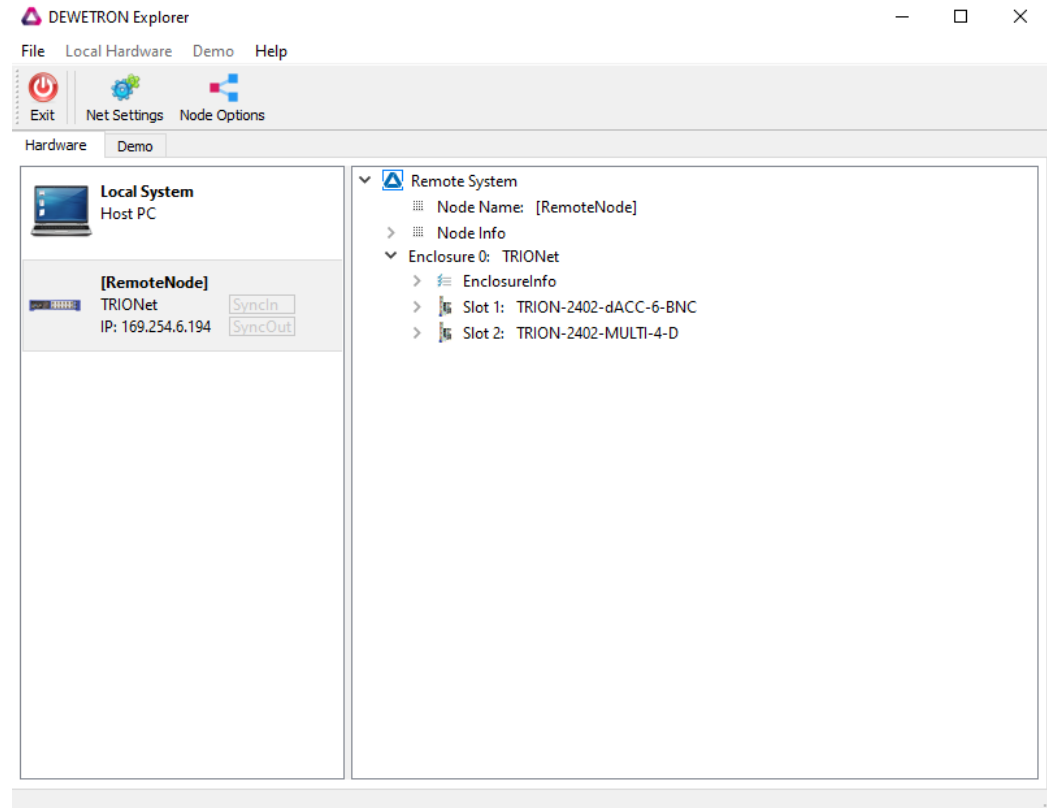 DEWETRON Explorer
File Local Hardware Demo Help
Exit Net Settings Node Options
Hardware Demo
Local System
Host PC
[RemoteNode]
TRIONet SyncIn
IP: 169.254.6.194 SyncOut
Remote System
Node Name: [RemoteNode]
Node Info
Enclosure 0: TRIONet
EnclosureInfo
Slot 1: TRION-2402-dACC-6-BNC
Slot 2: TRION-2402-MULTI-4-D